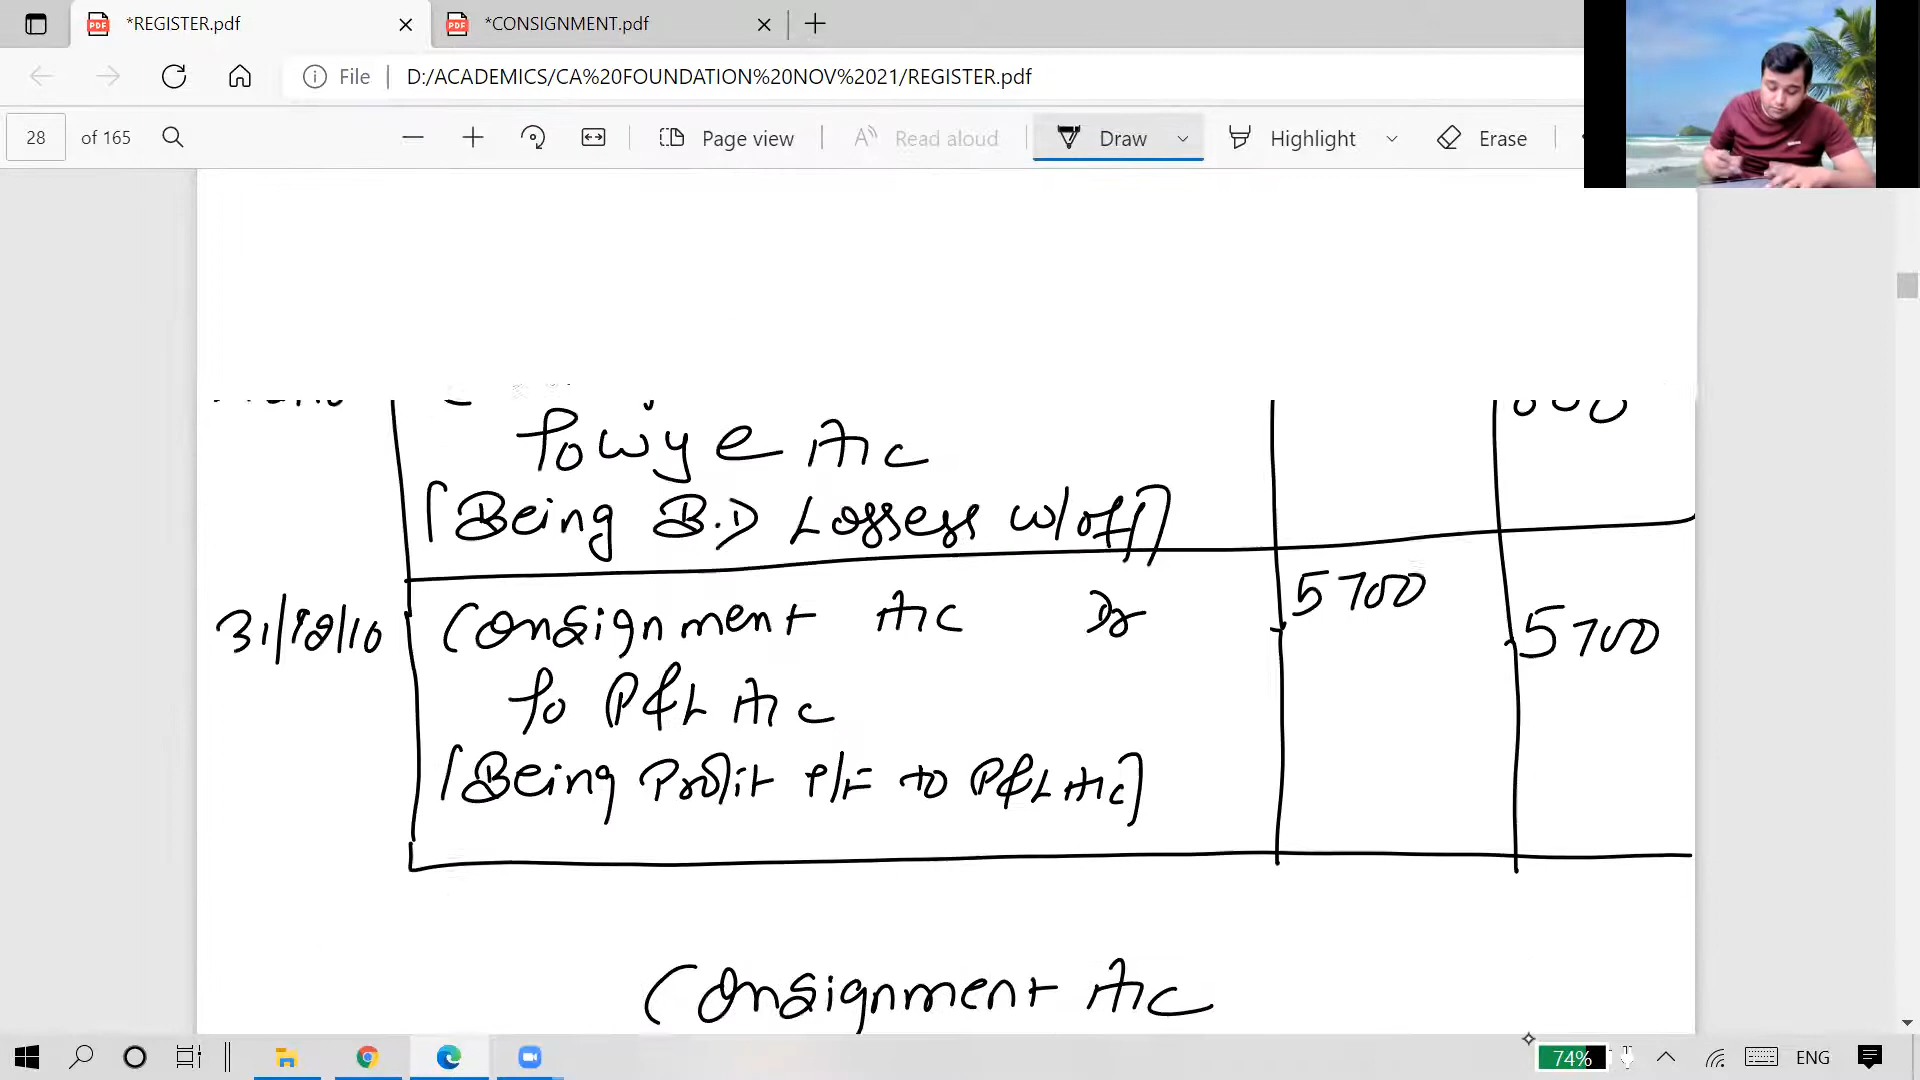 *REGISTER.pdf
*CONSIGNMENT.pdf
File
D:/ACADEMICS/CA%20FOUNDATION%20NOV%2021/REGISTER.pdf
28 of 165
Page view
Read aloud
Draw
Highlight
Erase
To wye A/c
[Being B.D Lossess w/off]
31/12/10 Consignment A/c Dr 5700
To P&L A/c 5700
[Being Profit t/f to P&L A/c]
Consignment A/c
74%
ENG